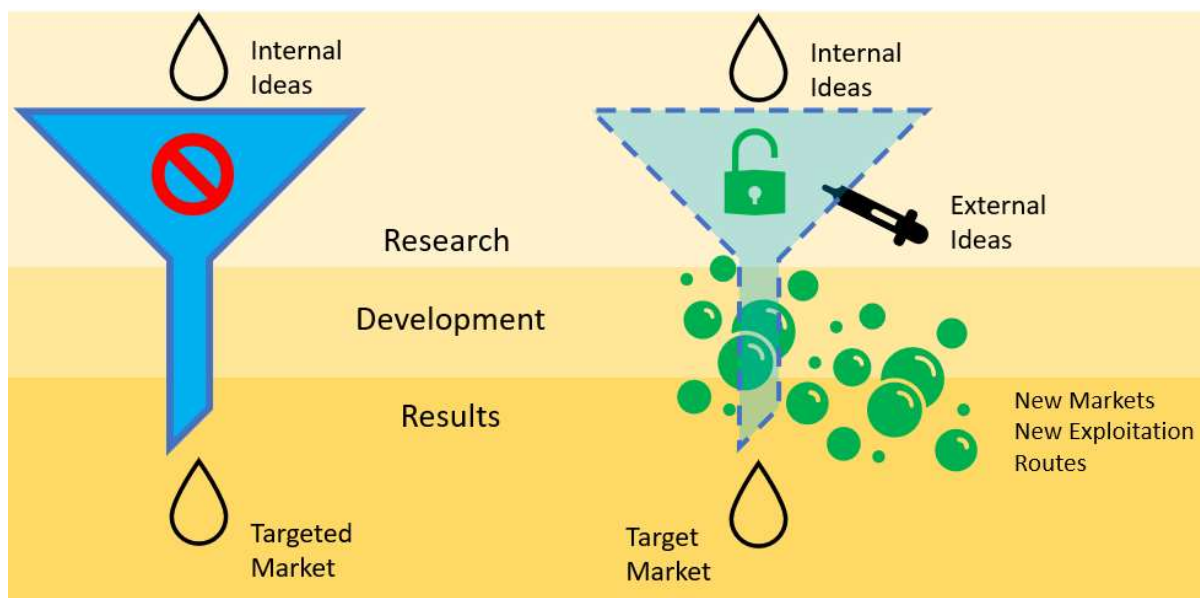 Internal
Ideas
Internal
Ideas
External
Ideas
Research
Development
Results
New Markets
New Exploitation
Routes
Targeted
Market
Target
Market